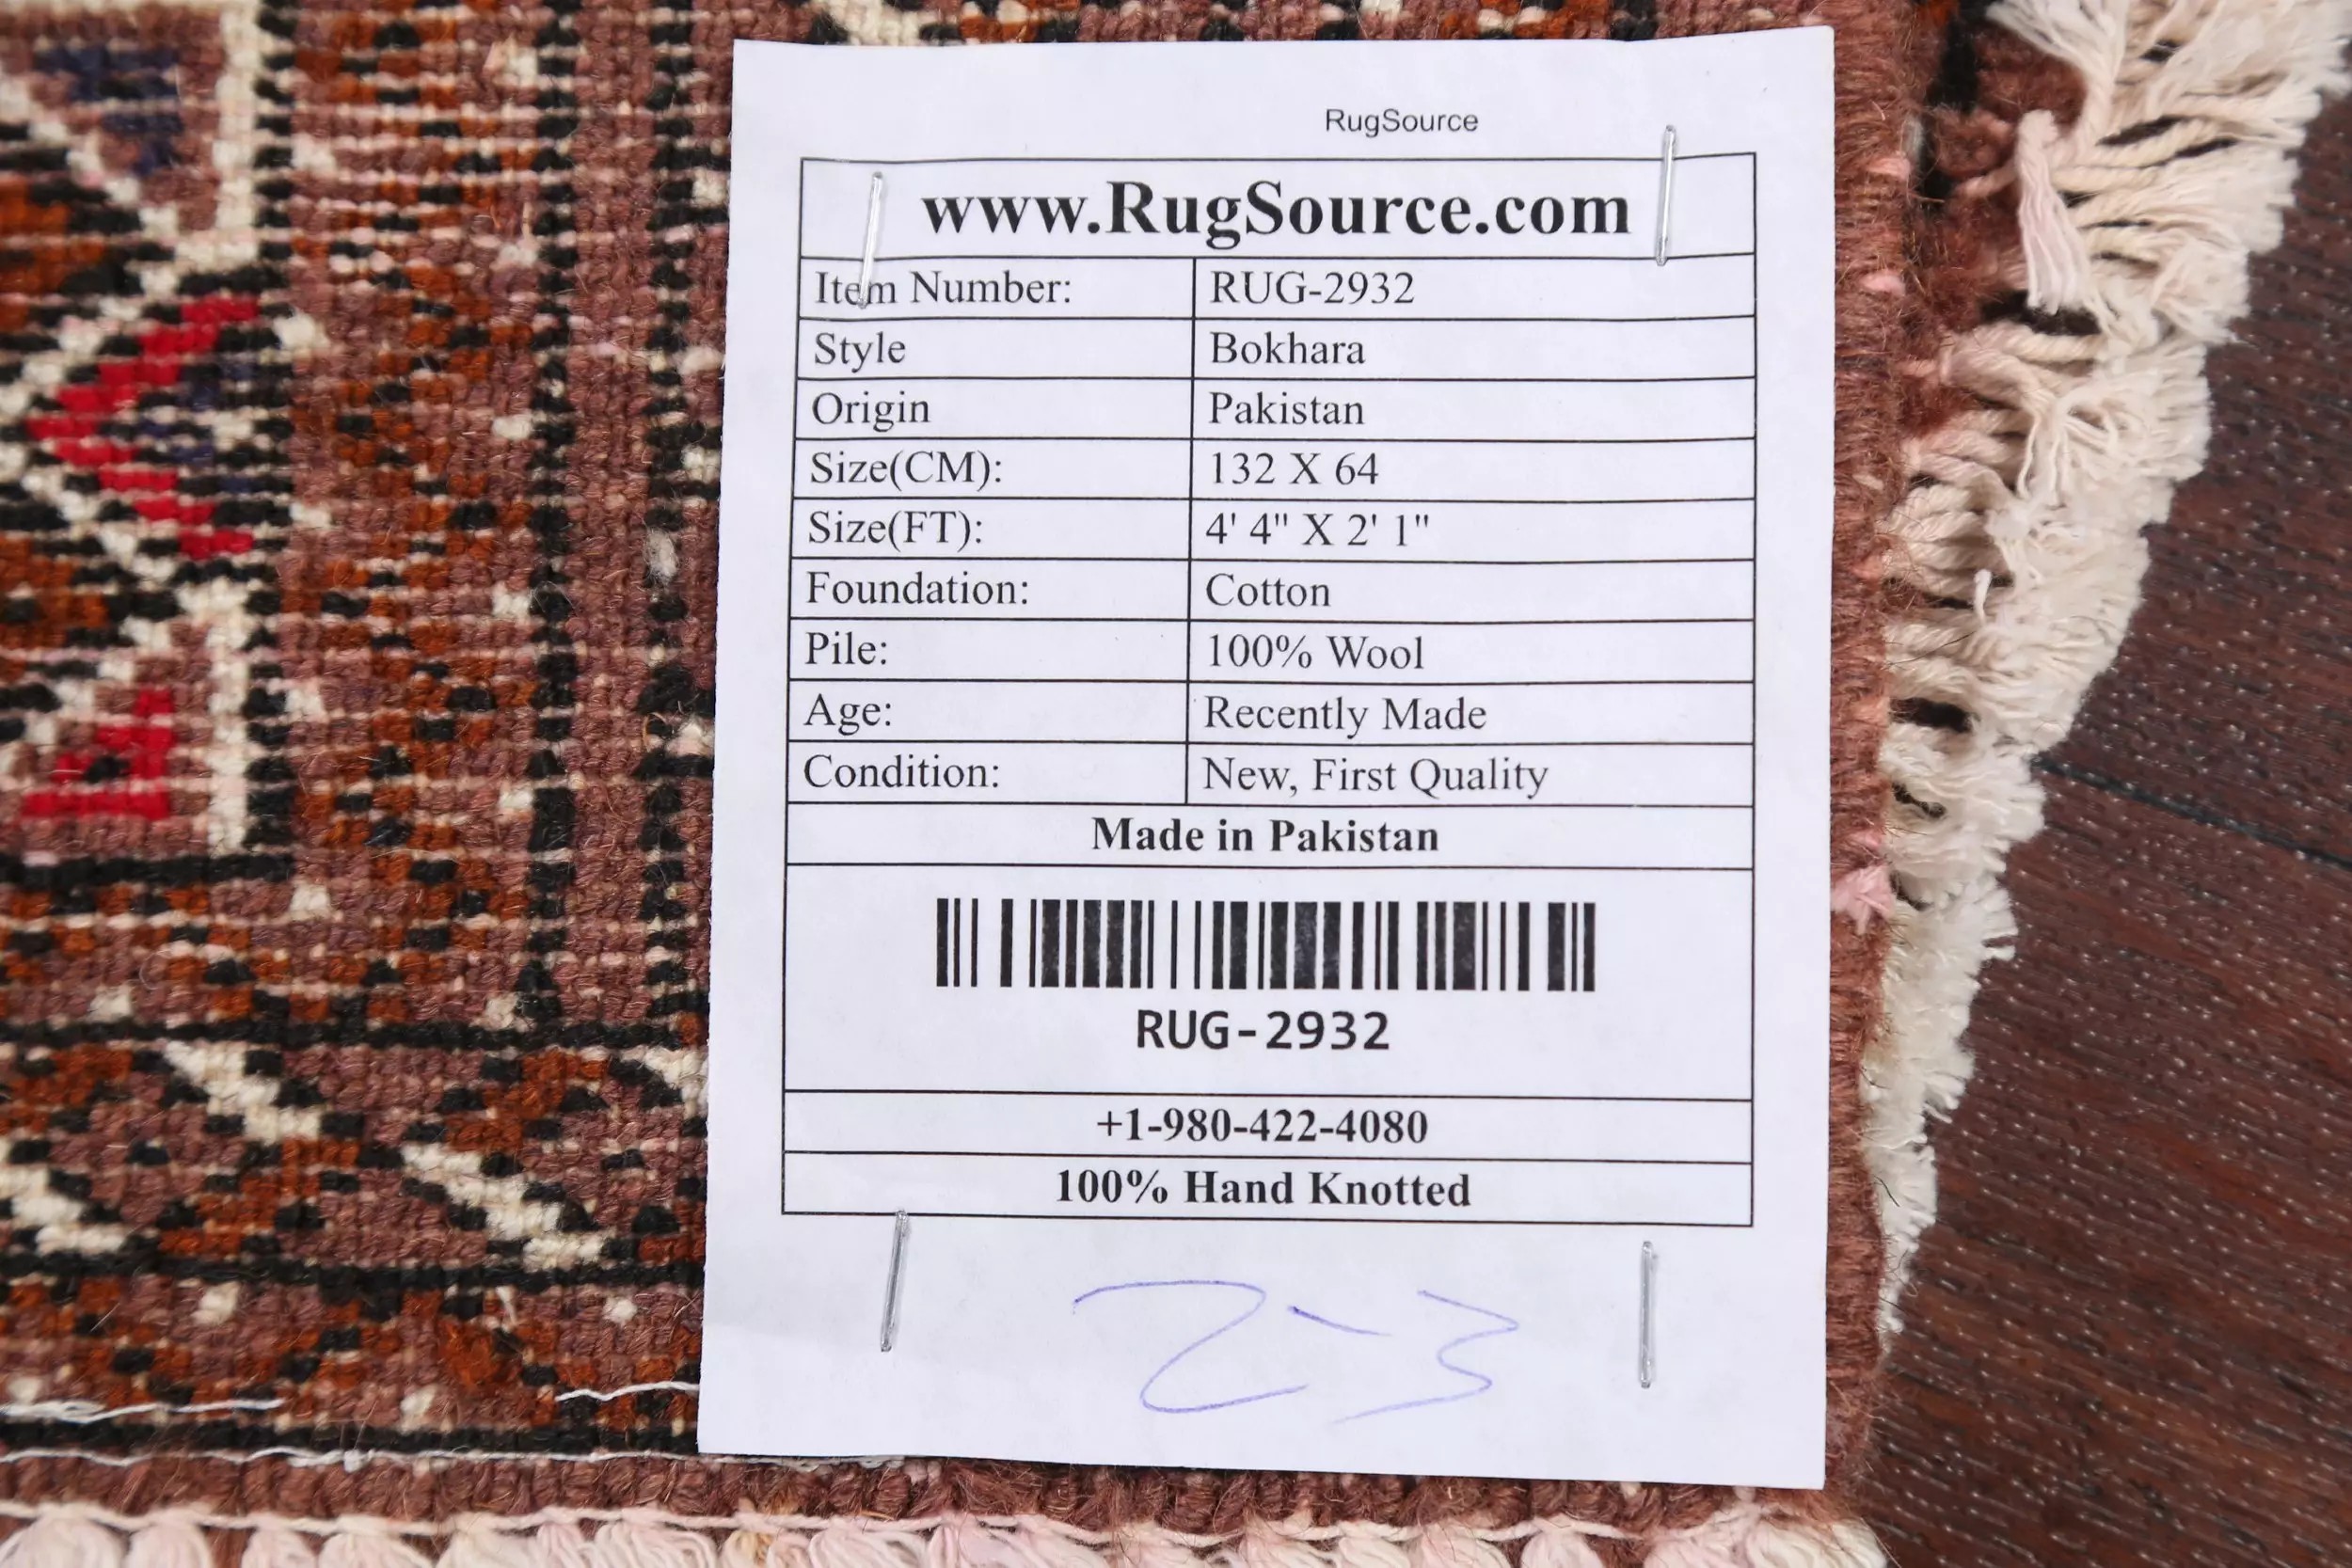 RugSource
www.RugSource.com
Item Number: RUG-2932
Style Bokhara
Origin Pakistan
Size(CM): 132 X 64
Size(FT): 4' 4" X 2' 1"
Foundation: Cotton
Pile: 100% Wool
Age: Recently Made
Condition: New, First Quality
Made in Pakistan
RUG-2932
+1-980-422-4080
100% Hand Knotted
2-3